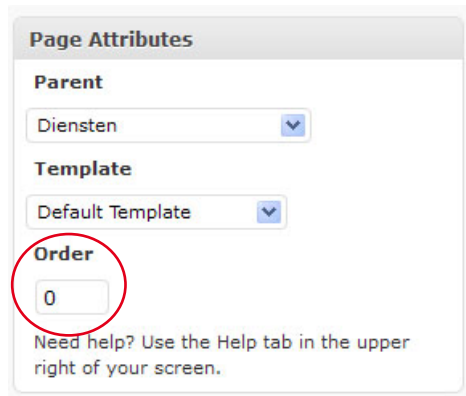 Page Attributes
Parent
Diensten
Template
Default Template
Order
0
Need help? Use the Help tab in the upper
right of your screen.